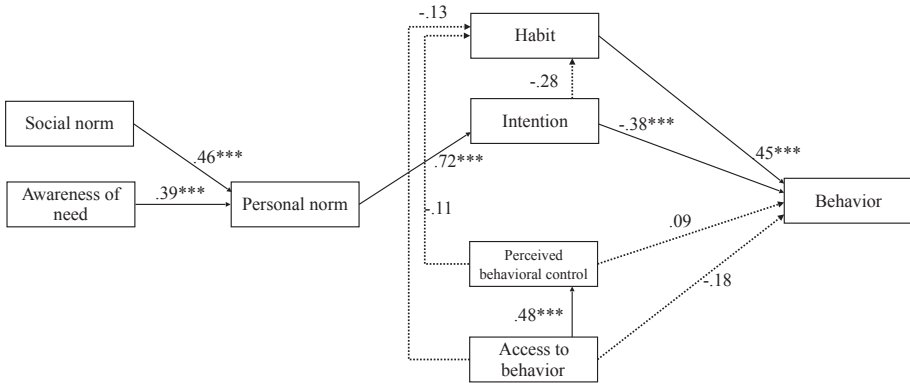 -.13
Habit
-.28
Social norm
Intention
-.38***
.46***
.72***
45***
Awareness of
need
.39***
Personal norm
Behavior
-.11
.09
Perceived
behavioral control
-.18
.48***
Access to
behavior